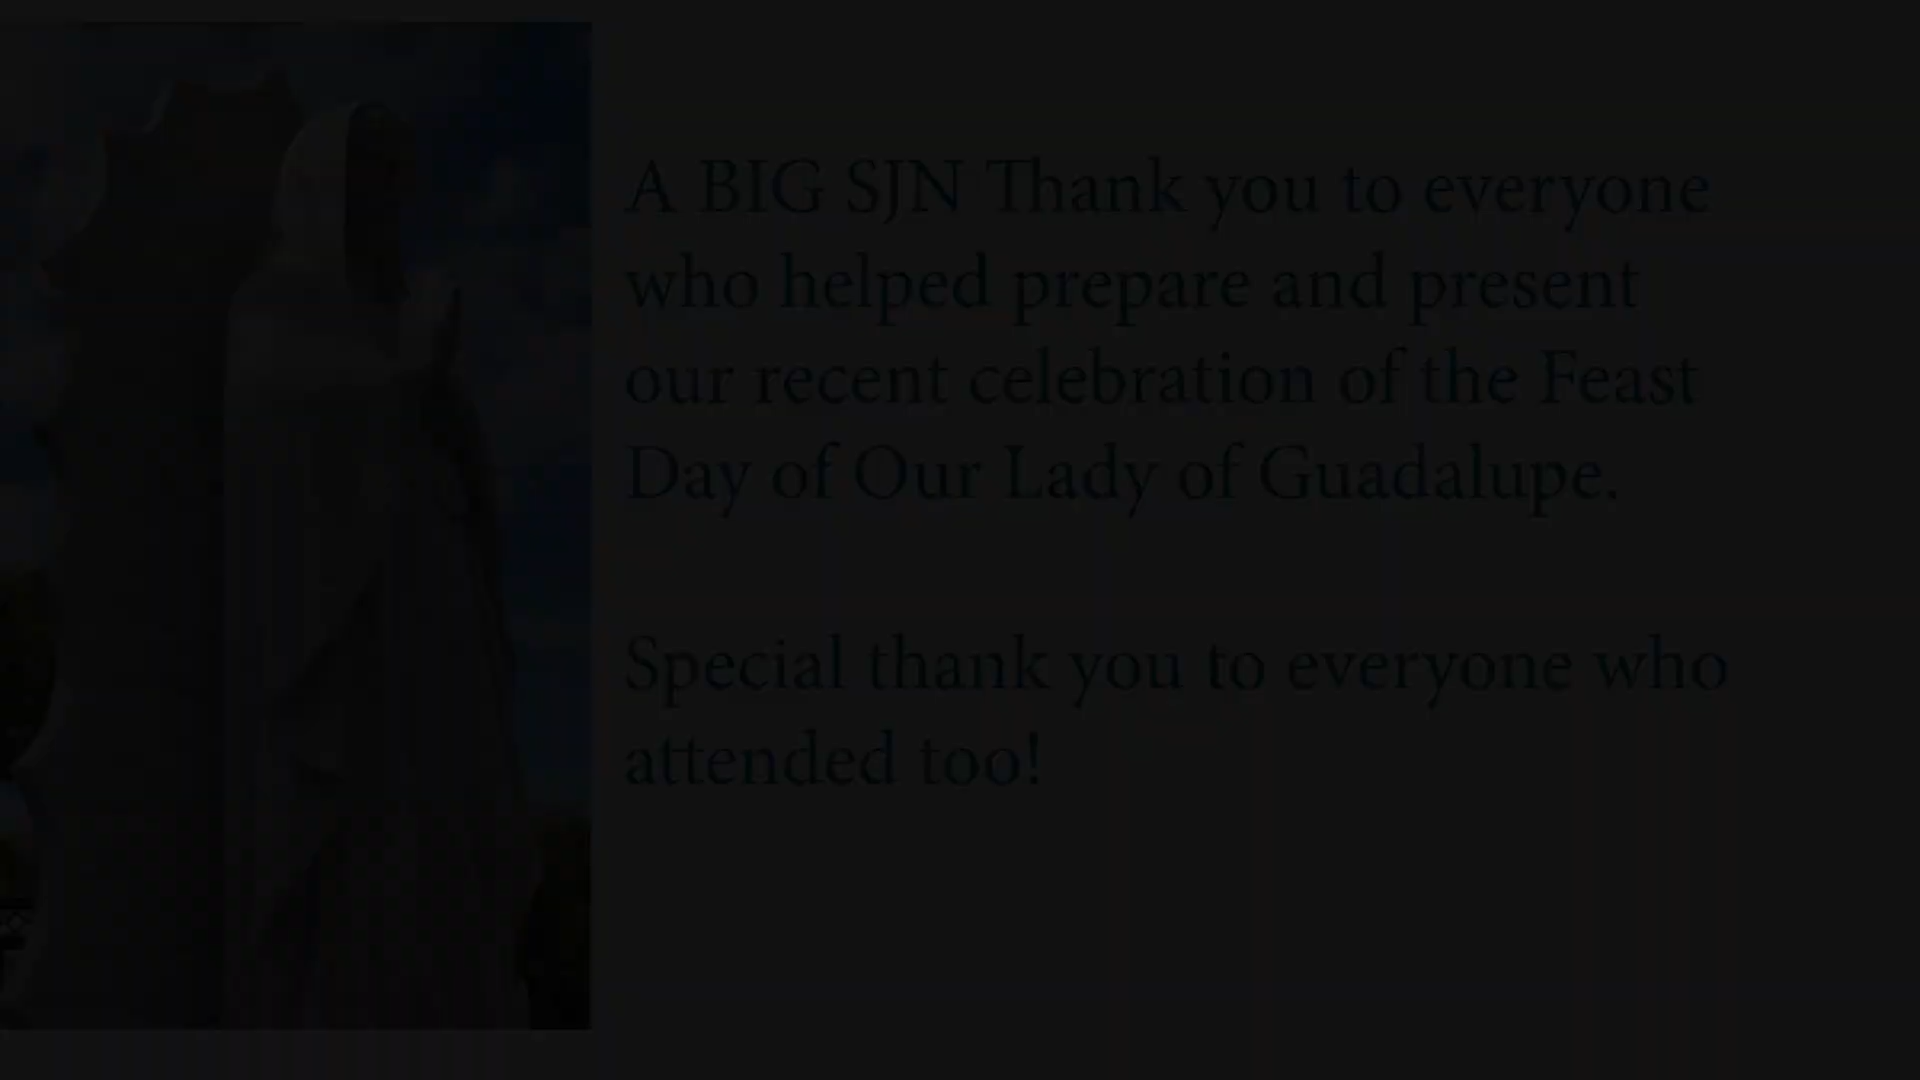 A BIG SJN Thank you to everyone
who helped prepare and present
our recent celebration of the Feast
Day of Our Lady of Guadalupe.
Special thank you to everyone who
attended too!